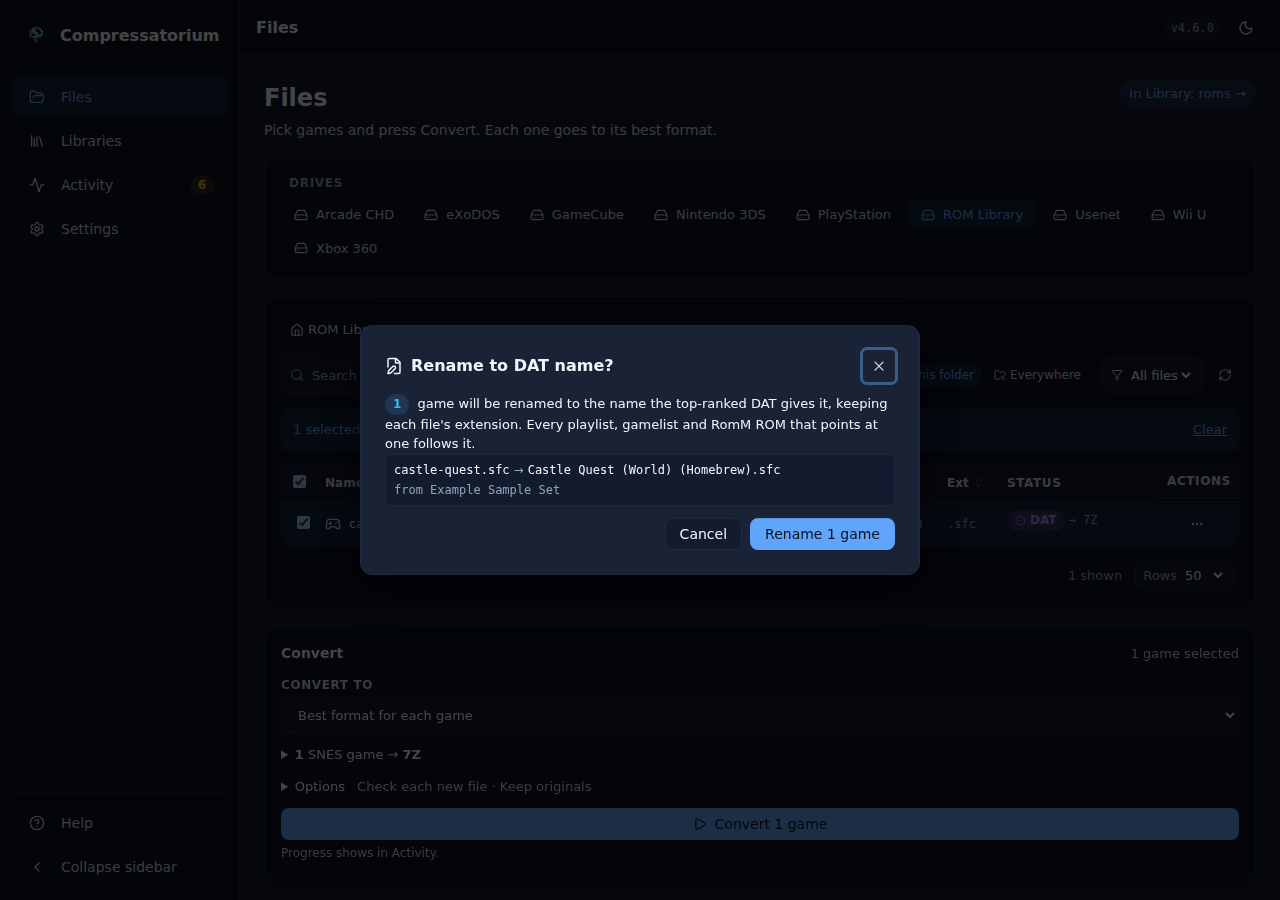 Compressatorium
Files
v4.6.0
Files
Libraries
Activity
6
Settings
Files
In Library: roms →
Pick games and press Convert. Each one goes to its best format.
DRIVES
Arcade CHD
eXoDOS
GameCube
Nintendo 3DS
PlayStation
ROM Library
Usenet
Wii U
Xbox 360
ROM
Search
folder
Everywhere
All files
1 selected
Clear
Name
Ext
STATUS
ACTIONS
.sfc
DAT
→ 7Z
...
1 shown
Rows 50
Rename to DAT name?
1 game will be renamed to the name the top-ranked DAT gives it, keeping
each file's extension. Every playlist, gamelist and RomM ROM that points at
one follows it.
castle-quest.sfc → Castle Quest (World) (Homebrew).sfc
from Example Sample Set
Cancel
Rename 1 game
Convert
1 game selected
CONVERT TO
Best format for each game
1 SNES game → 7Z
Options Check each new file · Keep originals
Convert 1 game
Progress shows in Activity.
Help
Collapse sidebar